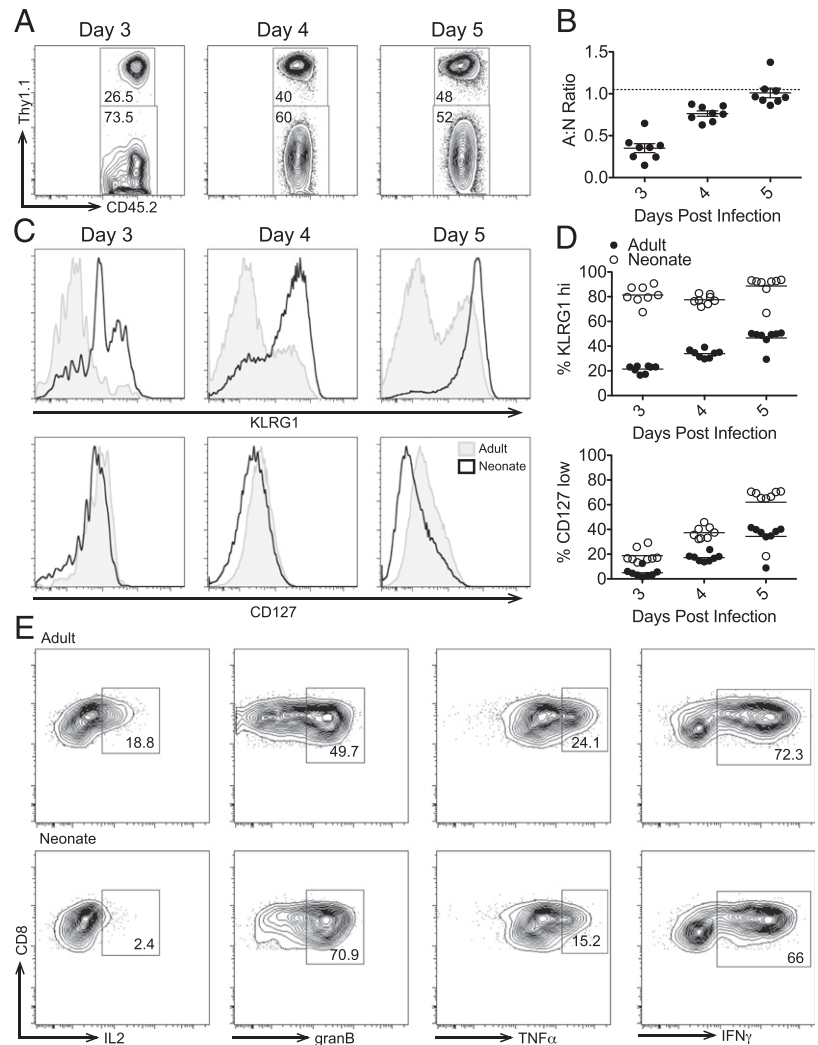 A
Day 3
Day 4
Day 5
Thy1.1
26.5
73.5
40
60
48
52
CD45.2
B
A:N Ratio
1.5
1.0
0.5
0.0
3
4
5
Days Post Infection
C
Day 3
Day 4
Day 5
KLRG1
Adult
Neonate
CD127
D
Adult
Neonate
% KLRG1 hi
100
80
60
40
20
0
3
4
5
Days Post Infection
% CD127 low
100
80
60
40
20
0
3
4
5
Days Post Infection
E
Adult
18.8
49.7
24.1
72.3
Neonate
2.4
70.9
15.2
66
CD8
IL2
granB
TNFα
IFNγ